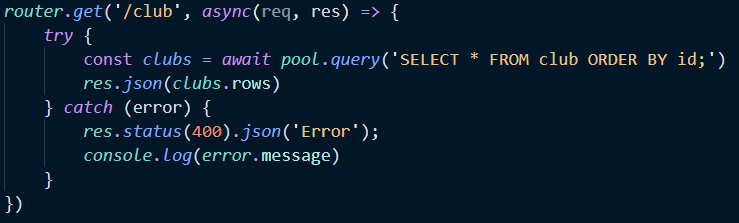 router.get('/club', async(req, res) => {
    try {
        const clubs = await pool.query('SELECT * FROM club ORDER BY id;')
        res.json(clubs.rows)
    } catch (error) {
        res.status(400).json('Error');
        console.log(error.message)
    }
})